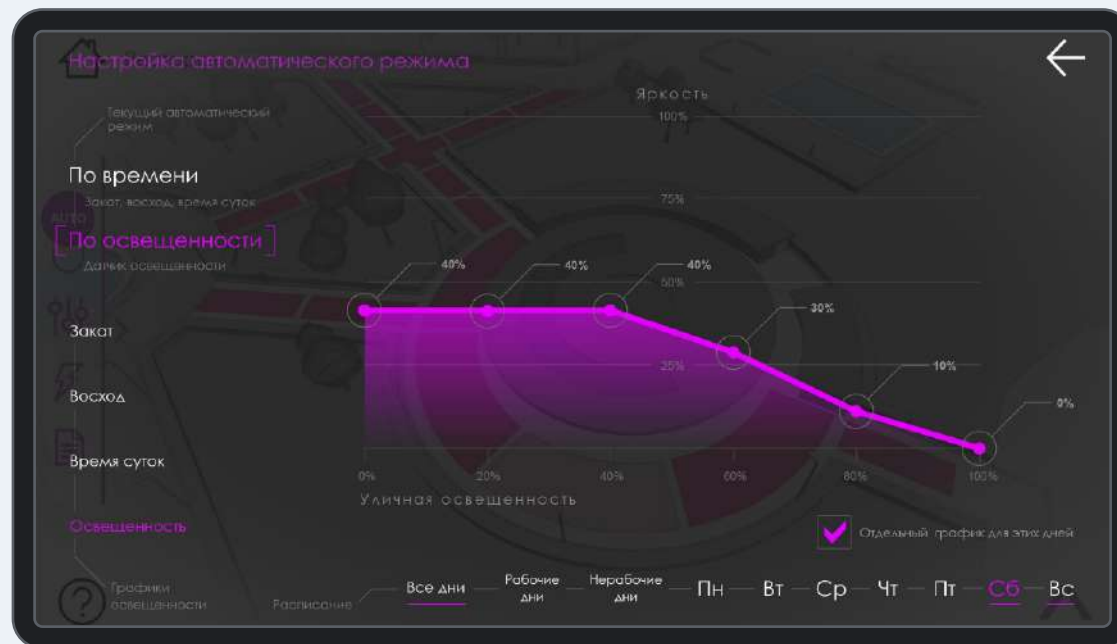 Настройка автоматического режима
Текущий автоматический
режим
По времени
Закат, восход, время суток
AUTO
[По освещенности]
Датчик освещенности
Закат
Восход
Время суток
Освещенность
Графики
освещенности
?
Яркость
100%
75%
50%
25%
40%
40%
40%
30%
10%
0%
0%
20%
40%
60%
80%
100%
Уличная освещенность
Отдельный график для этих дней
Расписание
Все дни
Рабочие
дни
Нерабочие
дни
Пн
Вт
Ср
Чт
Пт
Сб
Вс